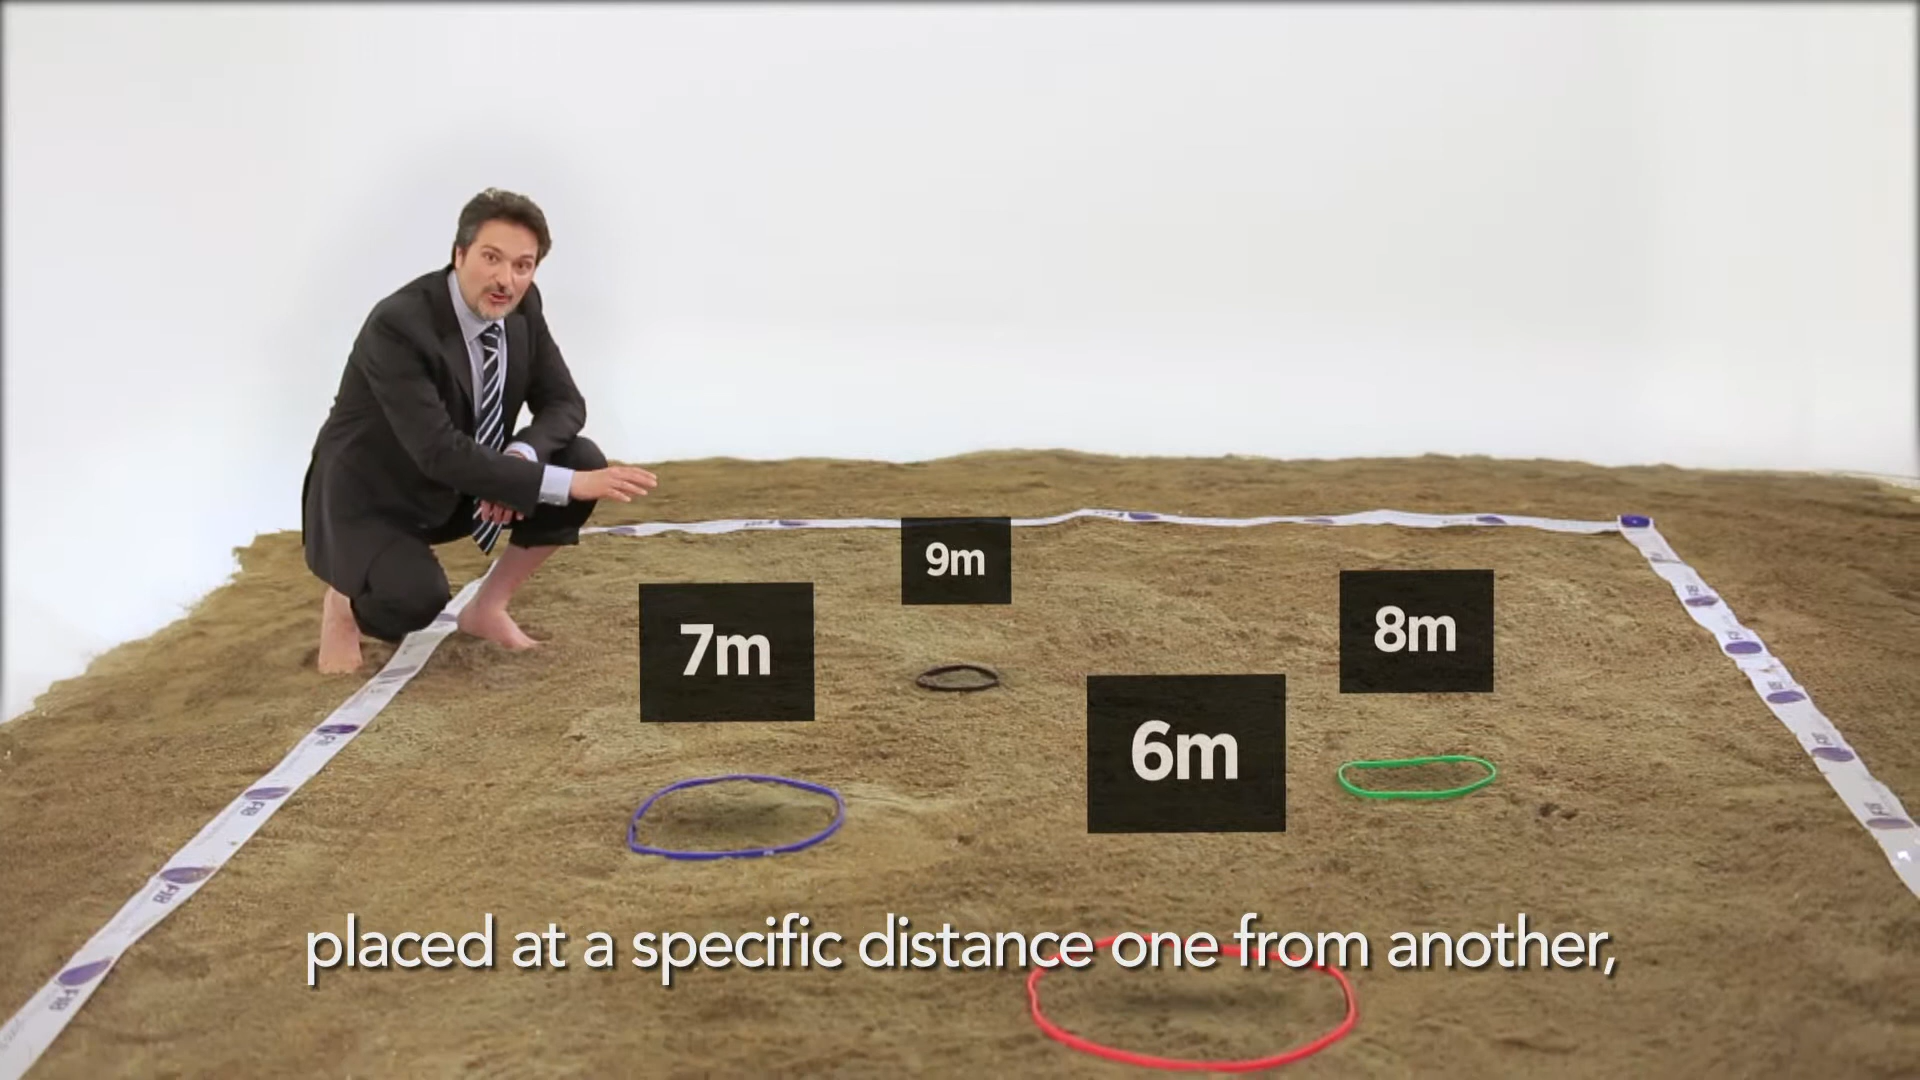 9m
7m
8m
6m
placed at a specific distance one from another,